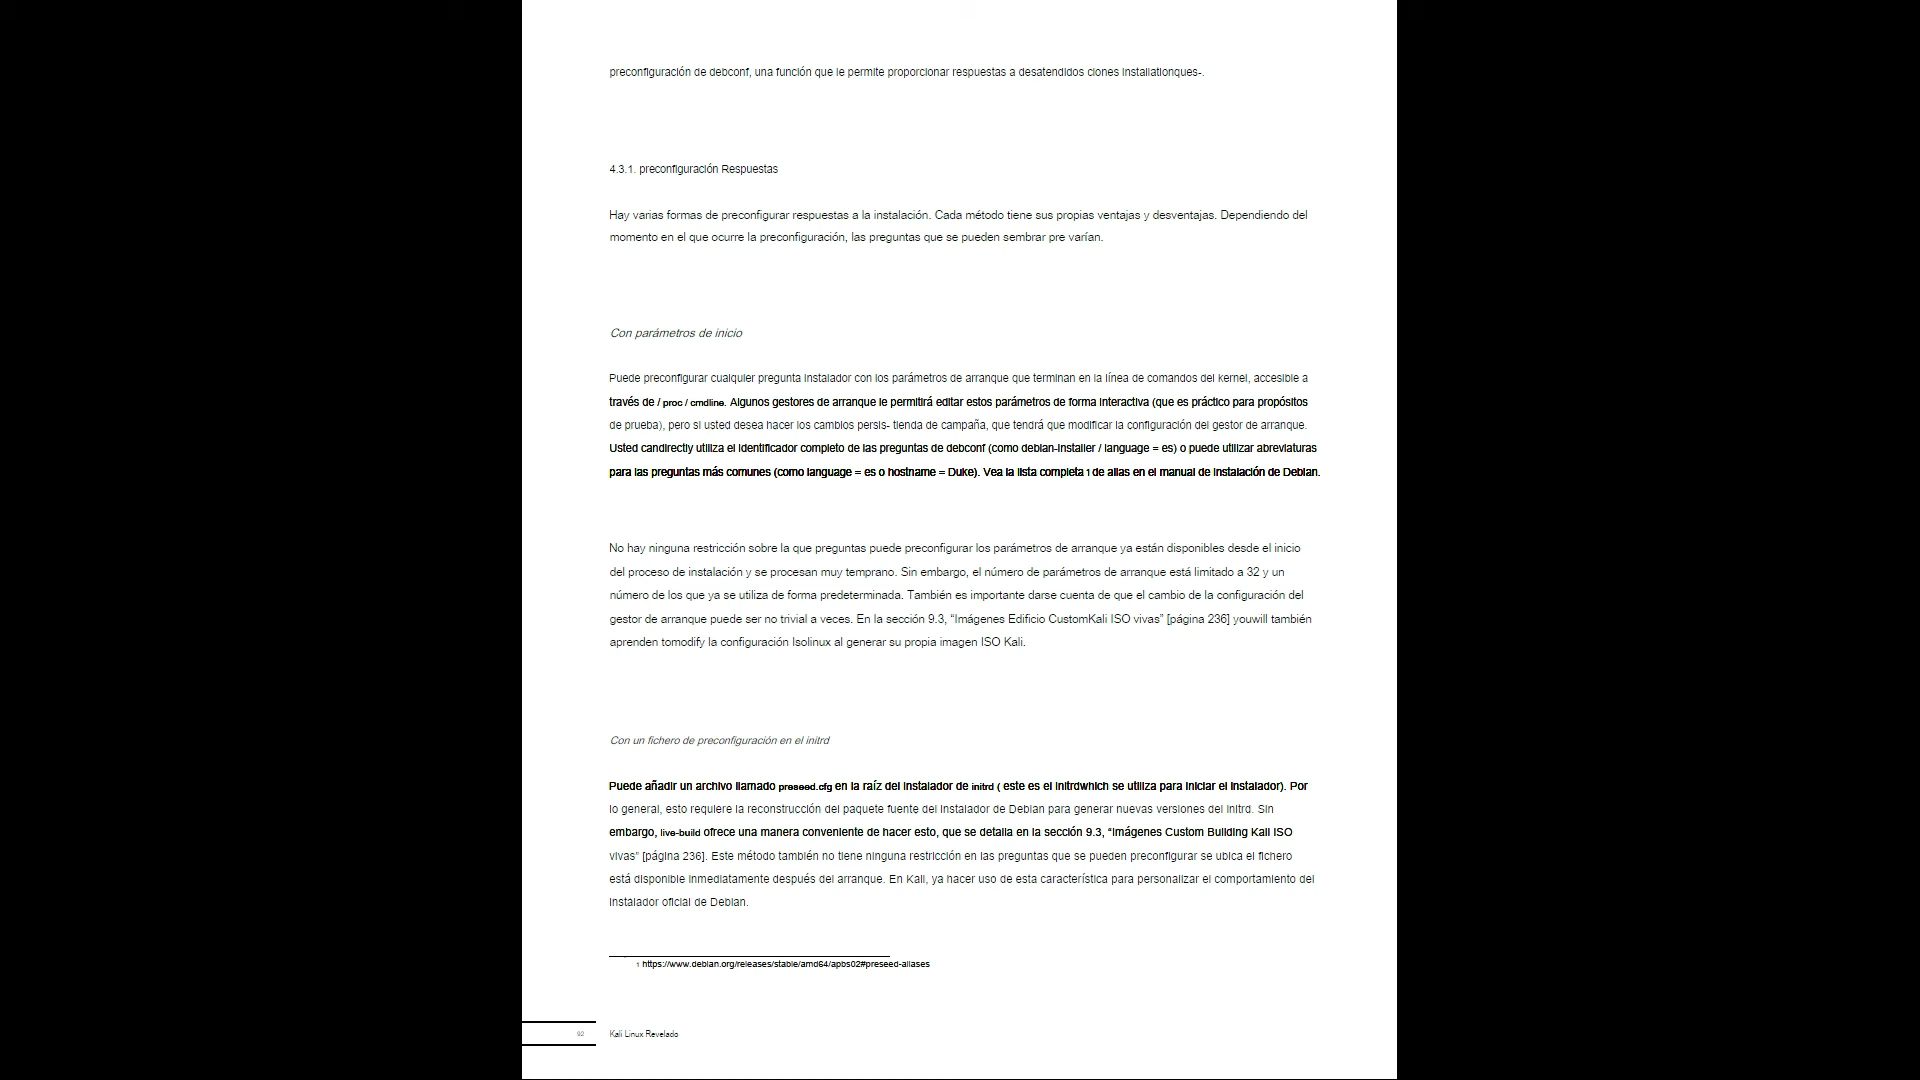 preconfiguración de debconf, una función que le permite proporcionar respuestas a desatendidos ciones installationques-.
4.3.1. preconfiguración Respuestas
Hay varias formas de preconfigurar respuestas a la instalación. Cada método tiene sus propias ventajas y desventajas. Dependiendo del
momento en el que ocurre la preconfiguración, las preguntas que se pueden sembrar pre varían.
Con parámetros de inicio
Puede preconfigurar cualquier pregunta instalador con los parámetros de arranque que terminan en la línea de comandos del kernel, accesible a
través de / proc / cmdline. Algunos gestores de arranque le permitirá editar estos parámetros de forma interactiva (que es práctico para propósitos
de prueba), pero si usted desea hacer los cambios persis- tienda de campaña, que tendrá que modificar la configuración del gestor de arranque.
Usted candirectly utiliza el identificador completo de las preguntas de debconf (como debian-installer / language = es) o puede utilizar abreviaturas
para las preguntas más comunes (como language = es o hostname = Duke). Vea la lista completa 1 de alias en el manual de instalación de Debian.
No hay ninguna restricción sobre la que preguntas puede preconfigurar los parámetros de arranque ya están disponibles desde el inicio
del proceso de instalación y se procesan muy temprano. Sin embargo, el número de parámetros de arranque está limitado a 32 y un
número de los que ya se utiliza de forma predeterminada. También es importante darse cuenta de que el cambio de la configuración del
gestor de arranque puede ser no trivial a veces. En la sección 9.3, “Imágenes Edificio CustomKali ISO vivas” [página 236] youwill también
aprenden tomodify la configuración Isolinux al generar su propia imagen ISO Kali.
Con un fichero de preconfiguración en el initrd
Puede añadir un archivo llamado preseed.cfg en la raíz del instalador de initrd ( este es el initrdwhich se utiliza para iniciar el instalador). Por
lo general, esto requiere la reconstrucción del paquete fuente del instalador de Debian para generar nuevas versiones del initrd. Sin
embargo, live-build ofrece una manera conveniente de hacer esto, que se detalla en la sección 9.3, “Imágenes Custom Building Kali ISO
vivas” [página 236]. Este método también no tiene ninguna restricción en las preguntas que se pueden preconfigurar se ubica el fichero
está disponible inmediatamente después del arranque. En Kali, ya hacer uso de esta característica para personalizar el comportamiento del
instalador oficial de Debian.
1 https://www.debian.org/releases/stable/amd64/apbs02#preseed-aliases
92 Kali Linux Revelado